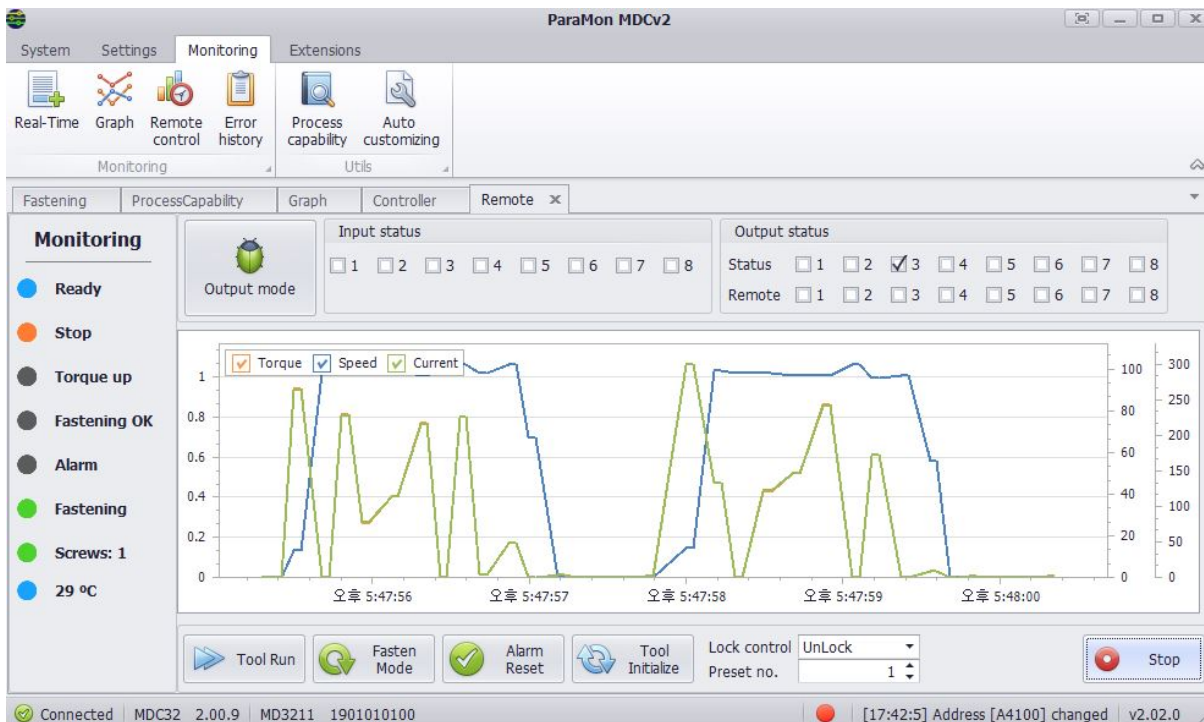 ParaMon MDCv2
System Settings Monitoring Extensions
Real-Time Graph Remote control Error history Process capability Auto customizing
Monitoring Utils
Fastening ProcessCapability Graph Controller Remote
Monitoring
Ready
Stop
Torque up
Fastening OK
Alarm
Fastening
Screws: 1
29 ºC
Output mode
Input status
1 2 3 4 5 6 7 8
Output status
Status 1 2 3 4 5 6 7 8
Remote 1 2 3 4 5 6 7 8
Torque Speed Current
1
0.8
0.6
0.4
0.2
0
100
80
60
40
20
0
300
250
200
150
100
50
0
오후 5:47:56 오후 5:47:57 오후 5:47:58 오후 5:47:59 오후 5:48:00
Tool Run
Fasten Mode
Alarm Reset
Tool Initialize
Lock control UnLock
Preset no. 1
Stop
Connected MDC32 2.00.9 MD3211 1901010100 [17:42:5] Address [A4100] changed v2.02.0